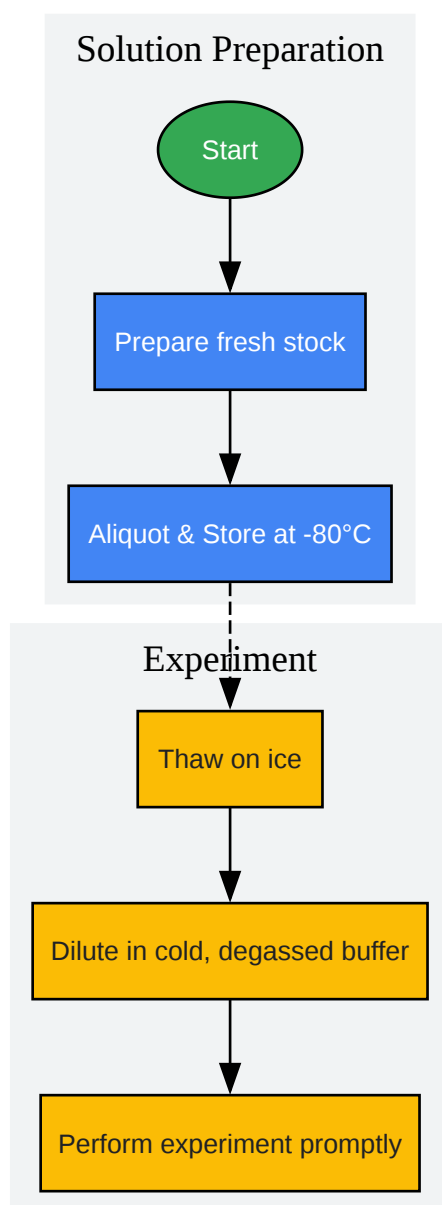 Solution Preparation
Start
Prepare fresh stock
Aliquot & Store at -80°C
Experiment
Thaw on ice
Dilute in cold, degassed buffer
Perform experiment promptly